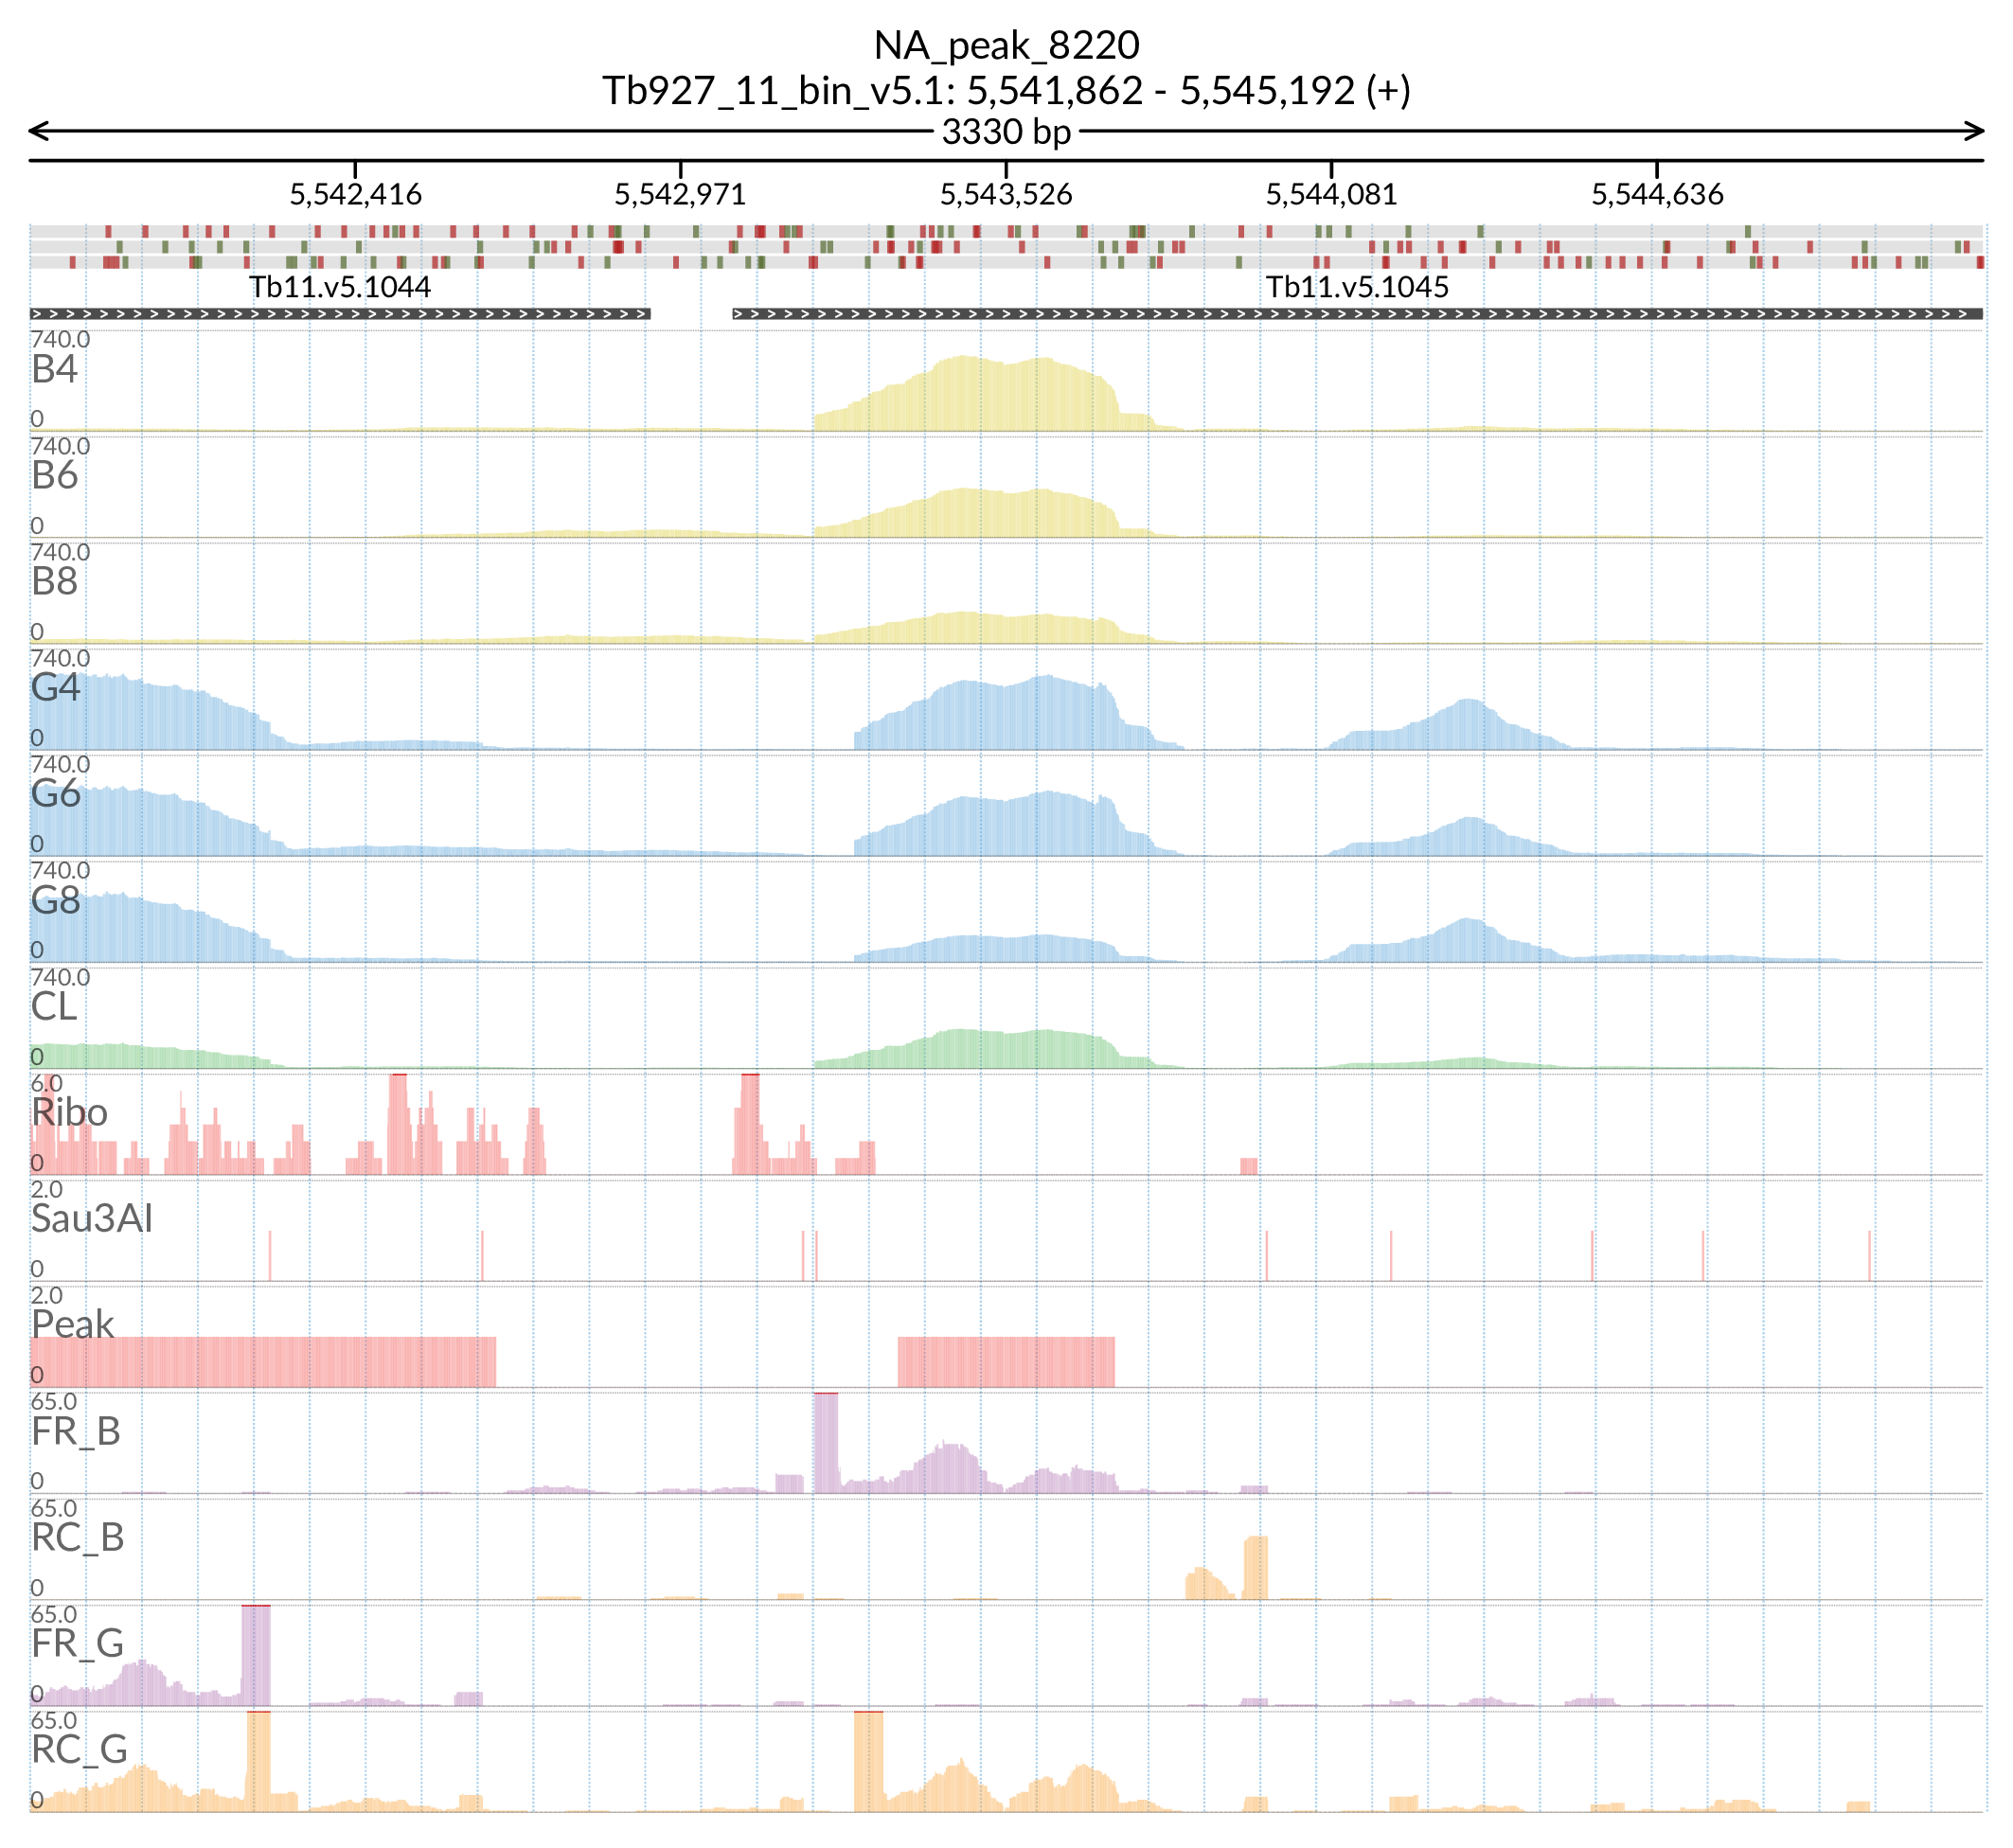 NA_peak_8220
Tb927_11_bin_v5.1: 5,541,862 - 5,545,192 (+)
3330 bp
5,542,416 5,542,971 5,543,526 5,544,081 5,544,636
Tb11.v5.1044 Tb11.v5.1045
740.0
B4
0
740.0
B6
0
740.0
B8
0
740.0
G4
0
740.0
G6
0
740.0
G8
0
740.0
CL
0
6.0
Ribo
0
2.0
Sau3AI
0
2.0
Peak
0
65.0
FR_B
0
65.0
RC_B
0
65.0
FR_G
0
65.0
RC_G
0